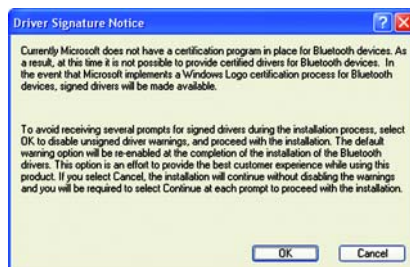 Driver Signature Notice
Currently Microsoft does not have a certification program in place for Bluetooth devices. As
a result, at this time it is not possible to provide certified drivers for Bluetooth devices. In
the event that Microsoft implements a Windows Logo certification process for Bluetooth
devices, signed drivers will be made available.
To avoid receiving several prompts for signed drivers during the installation process, select
OK to disable unsigned driver warnings, and proceed with the installation. The default
warning option will be re-enabled at the completion of the installation of the Bluetooth
drivers. This option is an effort to provide the best customer experience while using this
product. If you select Cancel, the installation will continue without disabling the warnings
and you will be required to select Continue at each prompt to proceed with the installation.
OK Cancel